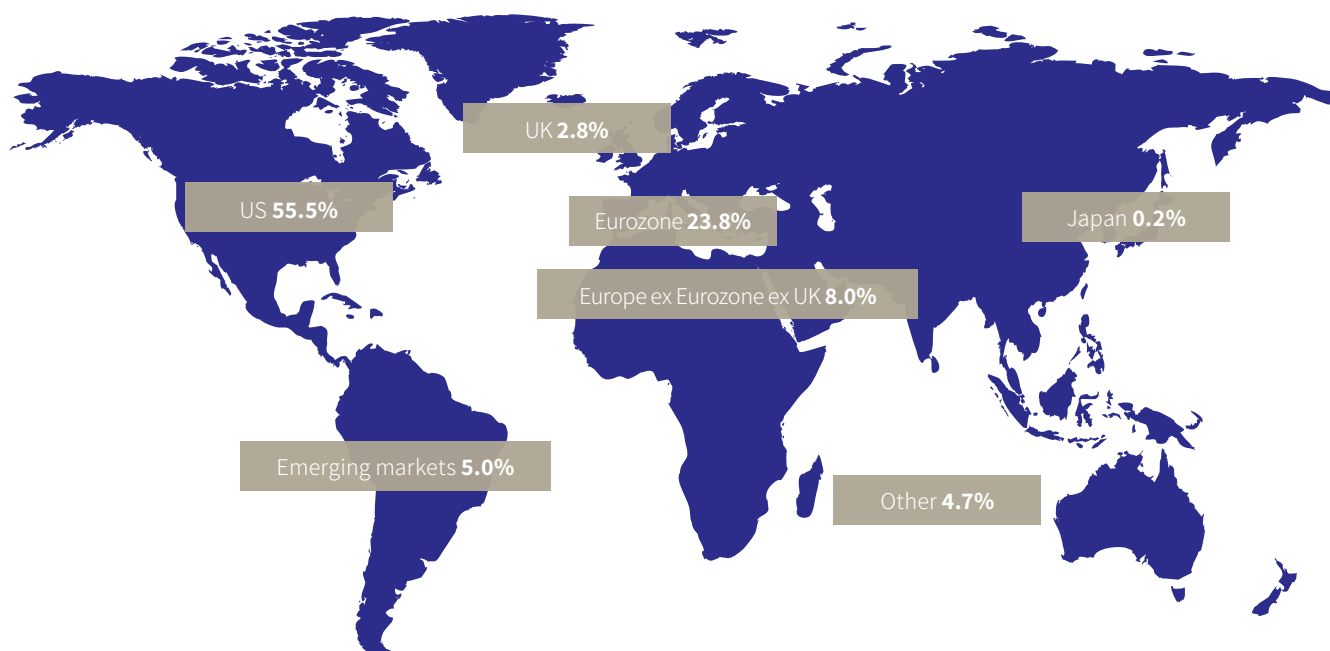 UK 2.8%
US 55.5%
Eurozone 23.8%
Japan 0.2%
Europe ex Eurozone ex UK 8.0%
Emerging markets 5.0%
Other 4.7%